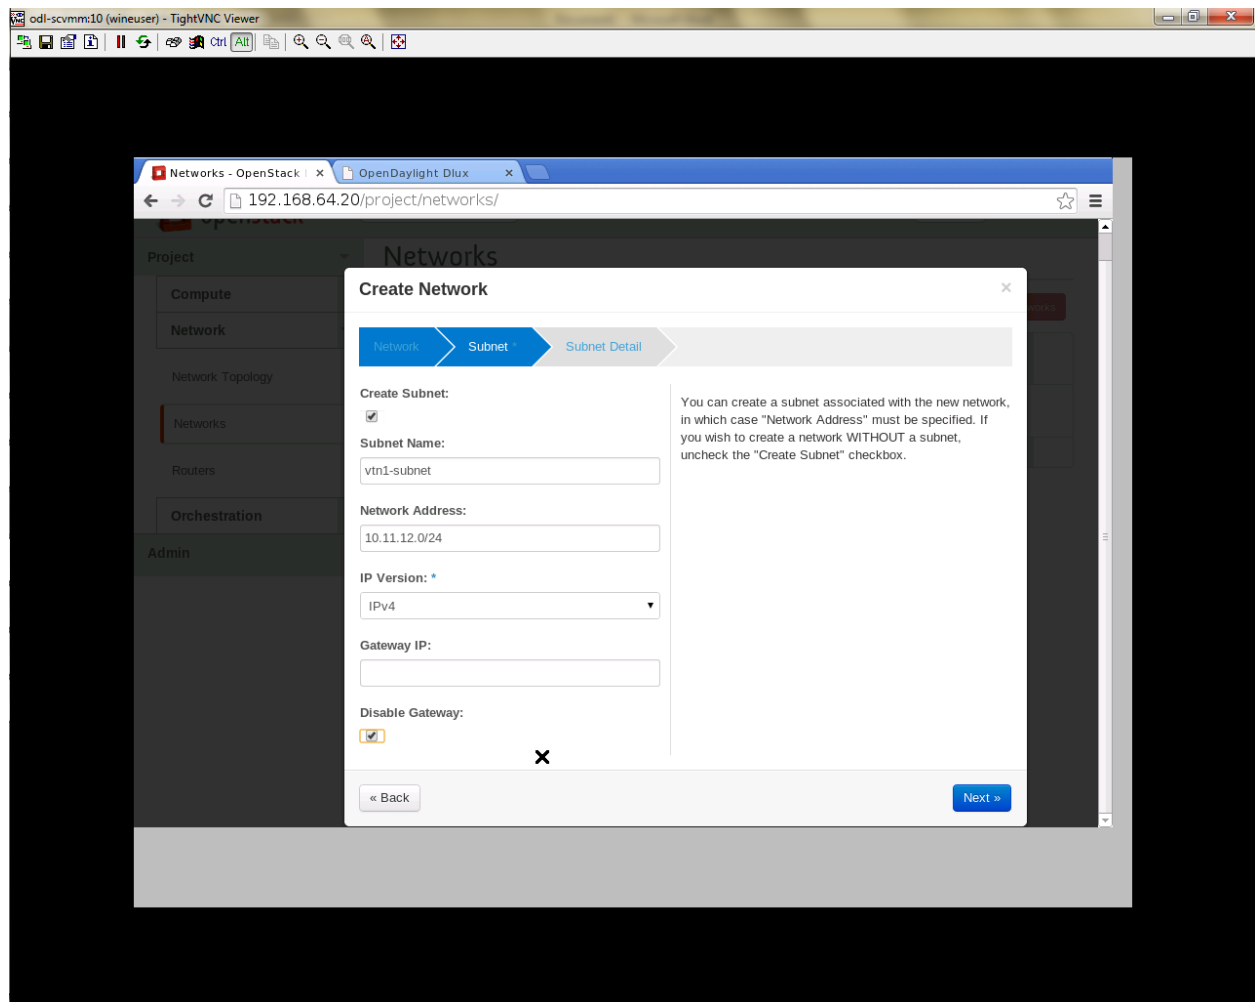 odl-scvmm:10 (wineuser) - TightVNC Viewer
Ctrl Alt
Networks - OpenStack
OpenDaylight Dlux
192.168.64.20/project/networks/
openstack
Project
Networks
Compute
Create Network
Network
Network
Subnet *
Subnet Detail
Network Topology
Create Subnet:
You can create a subnet associated with the new network,
in which case "Network Address" must be specified. If
you wish to create a network WITHOUT a subnet,
uncheck the "Create Subnet" checkbox.
Networks
Subnet Name:
vtn1-subnet
Routers
Network Address:
Orchestration
10.11.12.0/24
Admin
IP Version: *
IPv4
Gateway IP:
Disable Gateway:
« Back
Next »